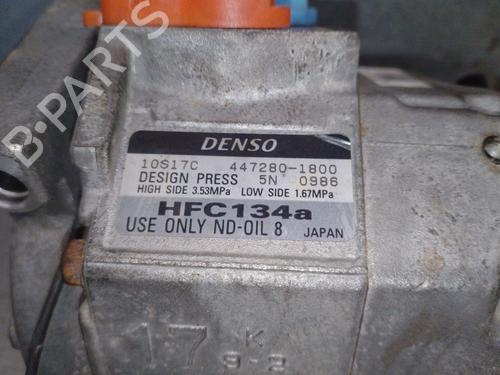 DENSO
10S17C 447280-1800
DESIGN PRESS 5N 0986
HIGH SIDE 3.53MPa LOW SIDE 1.67MPa
HFC134a
USE ONLY ND-OIL 8 JAPAN
17 K
9-2
B-PARTS